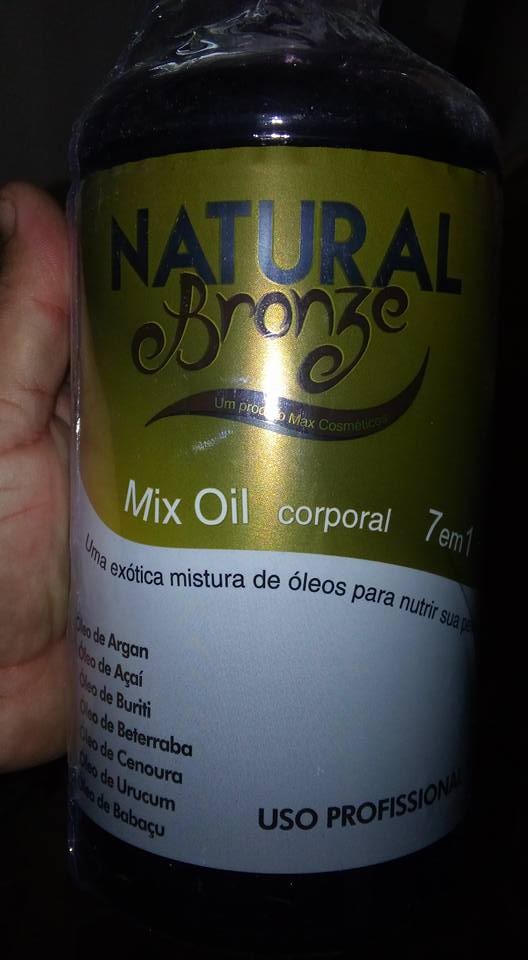 NATURAL
Bronze
Um produto Max Cosméticos
Mix Oil corporal 7em1
Uma exótica mistura de óleos para nutrir sua
Óleo de Argan
Óleo de Açaí
Óleo de Buriti
Óleo de Beterraba
Óleo de Cenoura
Óleo de Urucum
Óleo de Babaçu
USO PROFISSIONAL